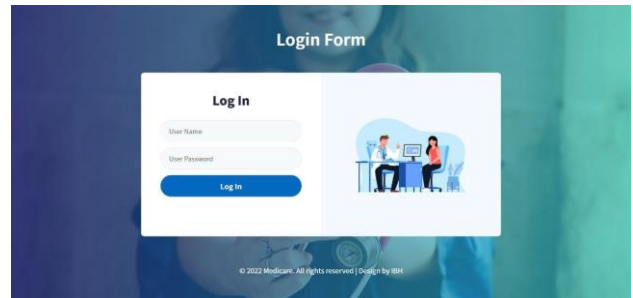 Login Form
Log In
User Name
User Password
Log In
© 2022 Medicare. All rights reserved | Design by IBH